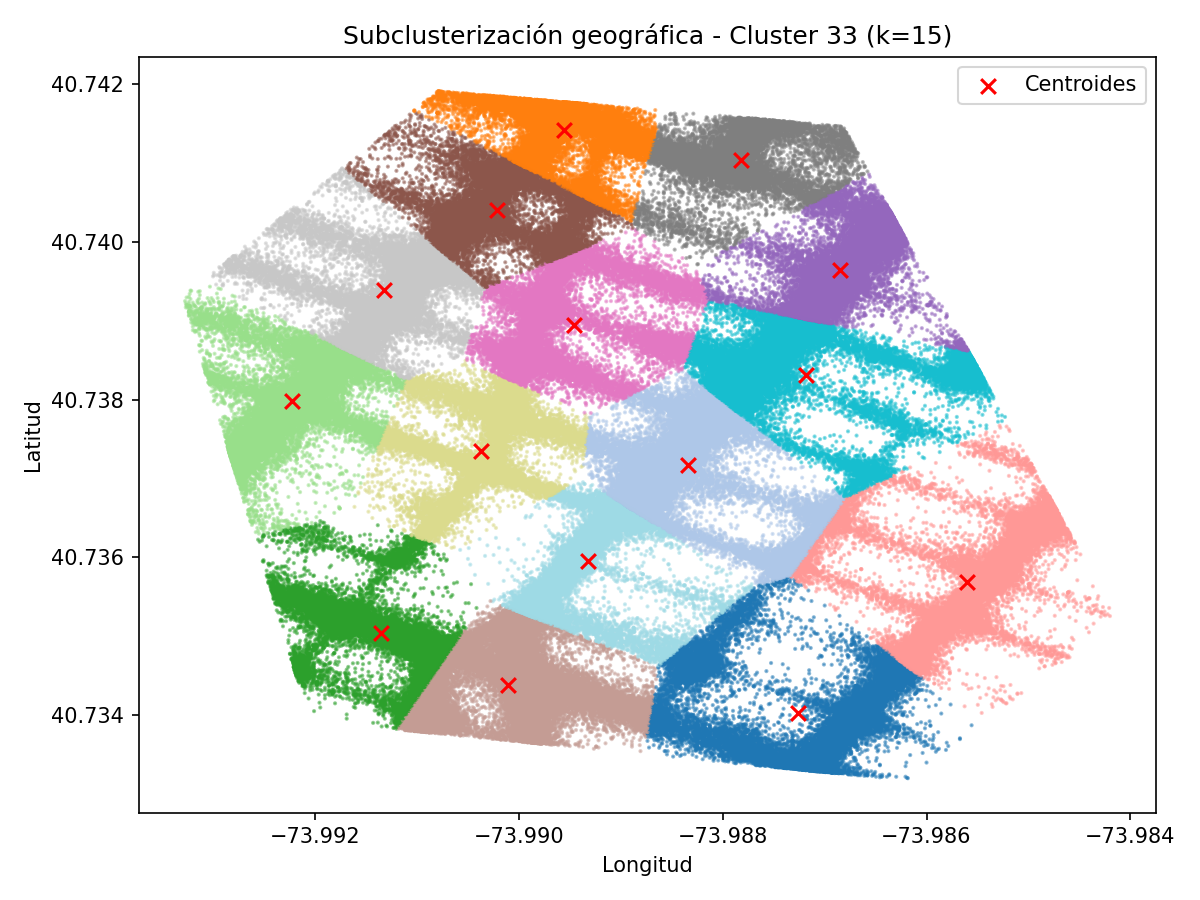 Subclusterización geográfica - Cluster 33 (k=15)
Centroides
40.742
40.740
40.738
40.736
40.734
Latitud
−73.992
−73.990
−73.988
−73.986
−73.984
Longitud